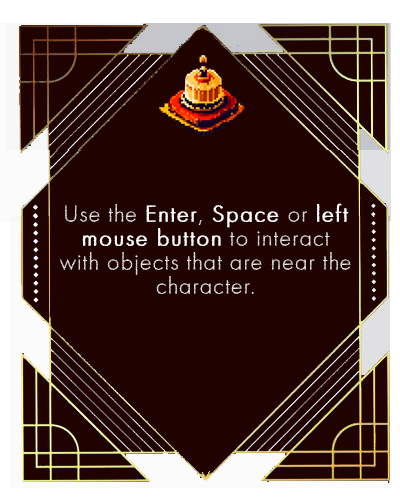 Use the Enter, Space or left
mouse button to interact
with objects that are near the
character.